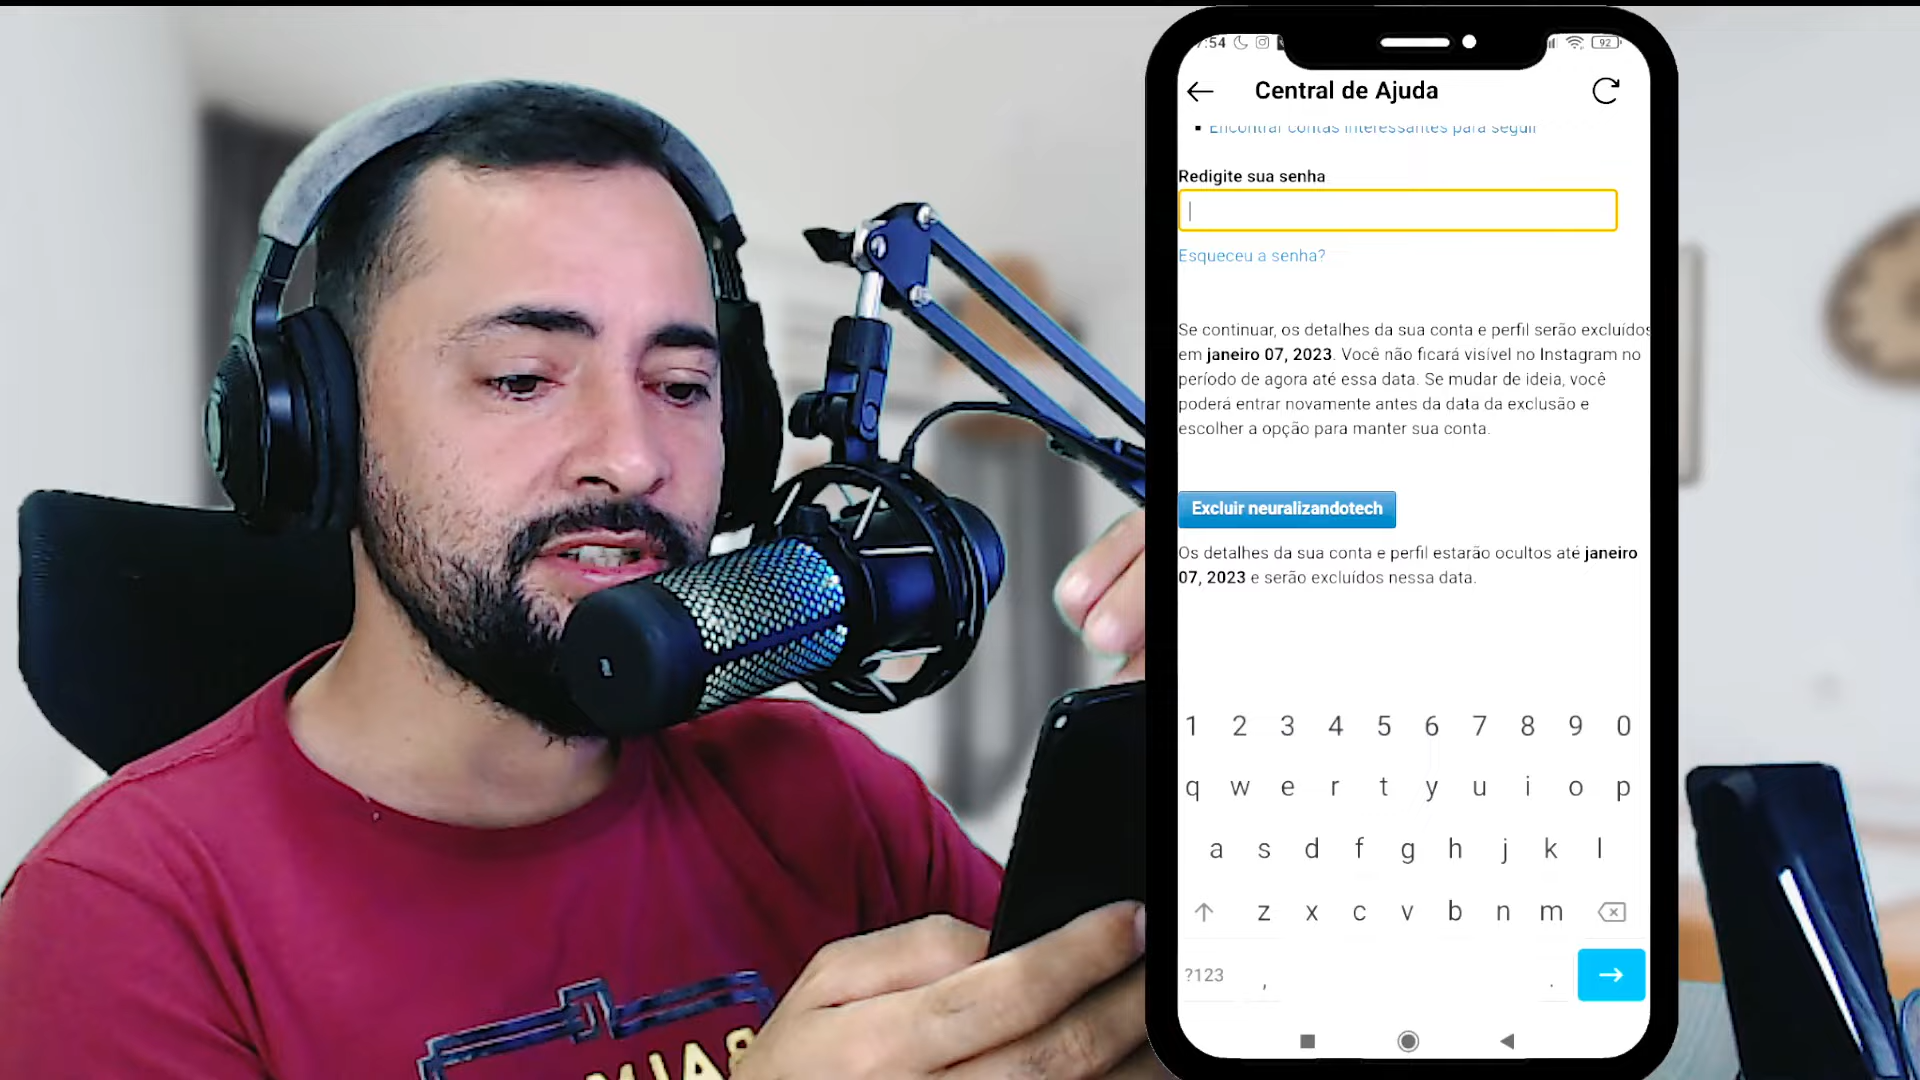 7:54
92
Central de Ajuda
Encontrar contas interessantes para seguir
Redigite sua senha
Esqueceu a senha?
Se continuar, os detalhes da sua conta e perfil serão excluídos
em janeiro 07, 2023. Você não ficará visível no Instagram no
período de agora até essa data. Se mudar de ideia, você
poderá entrar novamente antes da data da exclusão e
escolher a opção para manter sua conta.
Excluir neuralizandotech
Os detalhes da sua conta e perfil estarão ocultos até janeiro
07, 2023 e serão excluídos nessa data.
1 2 3 4 5 6 7 8 9 0
q w e r t y u i o p
a s d f g h j k l
z x c v b n m
?123 , .